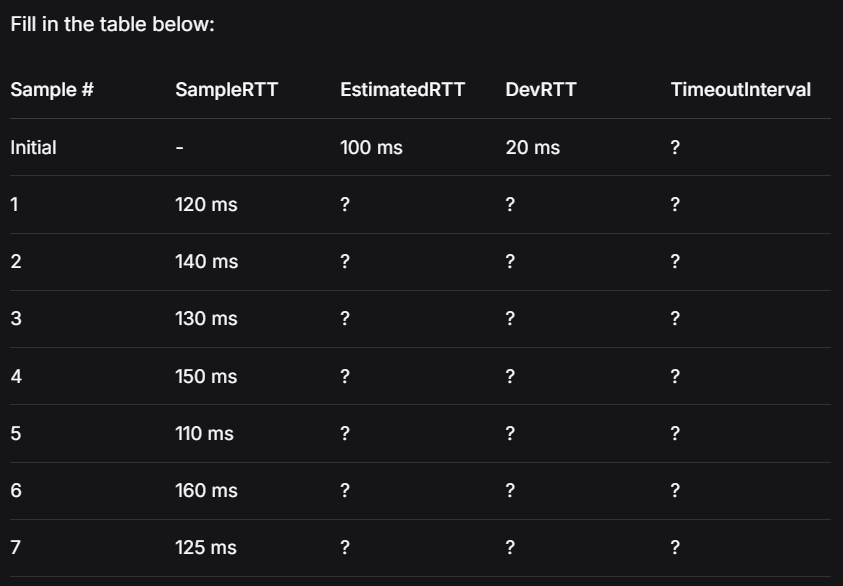 Fill in the table below:
Sample # SampleRTT EstimatedRTT DevRTT TimeoutInterval
Initial - 100 ms 20 ms ?
1 120 ms ? ? ?
2 140 ms ? ? ?
3 130 ms ? ? ?
4 150 ms ? ? ?
5 110 ms ? ? ?
6 160 ms ? ? ?
7 125 ms ? ? ?